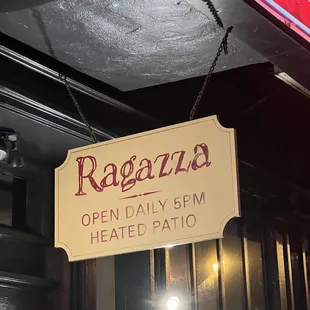 Ragazza
OPEN DAILY 5PM
HEATED PATIO